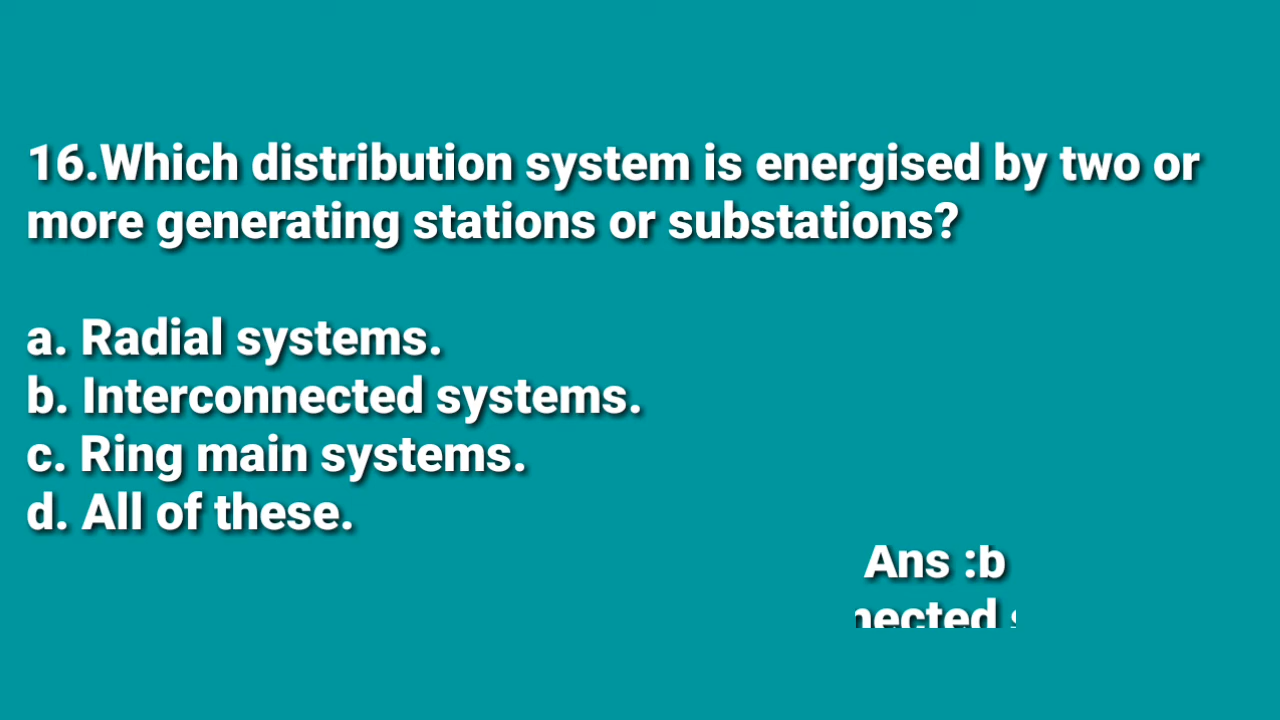 16.Which distribution system is energised by two or
more generating stations or substations?
a. Radial systems.
b. Interconnected systems.
c. Ring main systems.
d. All of these.
Ans :b
nected